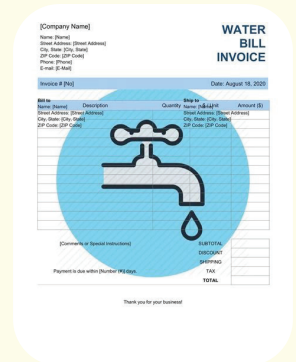 [Company Name]
WATER
BILL
INVOICE
Name: [Name]
Street Address: [Street Address]
City, State: [City, State]
ZIP Code: [ZIP Code]
Phone: [Phone]
E-mail: [E-Mail]
Invoice # [No]
Date: August 18, 2020
Bill to
Ship to
Name: [Name]
Name: [Name]
Description
Quantity
$ / Unit
Amount ($)
Street Address: [Street Address]
Street Address: [Street Address]
City, State: [City, State]
City, State: [City, State]
ZIP Code: [ZIP Code]
ZIP Code: [ZIP Code]
[Comments or Special Instructions]
SUBTOTAL
DISCOUNT
SHIPPING
Payment is due within [Number (#)] days.
TAX
TOTAL
Thank you for your business!